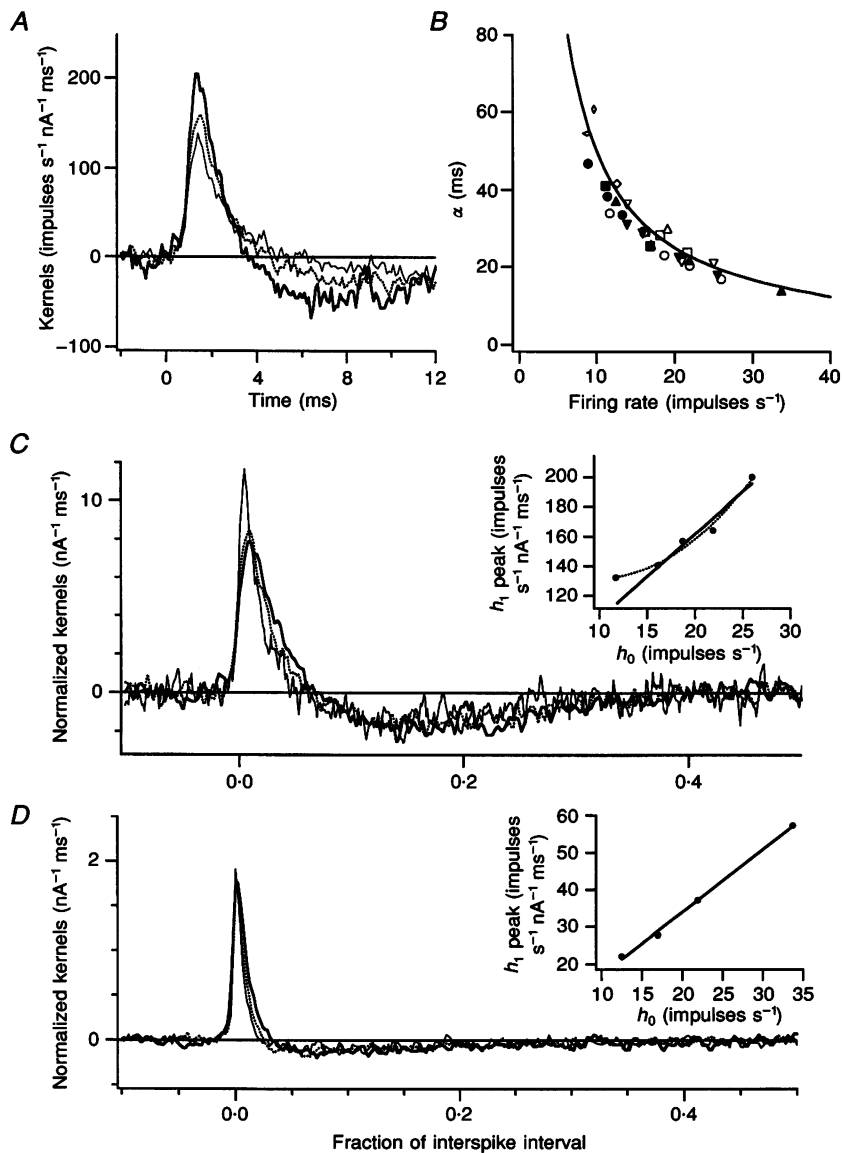 A
Kernels (impulses s⁻¹ nA⁻¹ ms⁻¹)
200
100
0
−100
0
4
8
12
Time (ms)
B
α (ms)
80
60
40
20
0
0
10
20
30
40
Firing rate (impulses s⁻¹)
C
Normalized kernels (nA⁻¹ ms⁻¹)
10
0
0·0
0·2
0·4
h₁ peak (impulses
s⁻¹ nA⁻¹ ms⁻¹)
200
180
160
140
120
10
15
20
25
30
h₀ (impulses s⁻¹)
D
Normalized kernels (nA⁻¹ ms⁻¹)
2
0
0·0
0·2
0·4
Fraction of interspike interval
h₁ peak (impulses
s⁻¹ nA⁻¹ ms⁻¹)
60
50
40
30
20
10
15
20
25
30
35
h₀ (impulses s⁻¹)